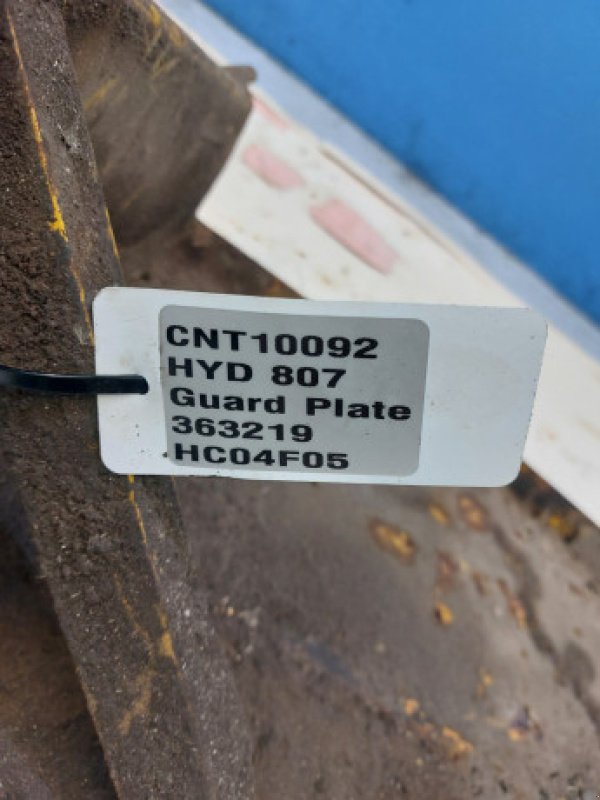 CNT10092
HYD 807
Guard Plate
363219
HC04F05